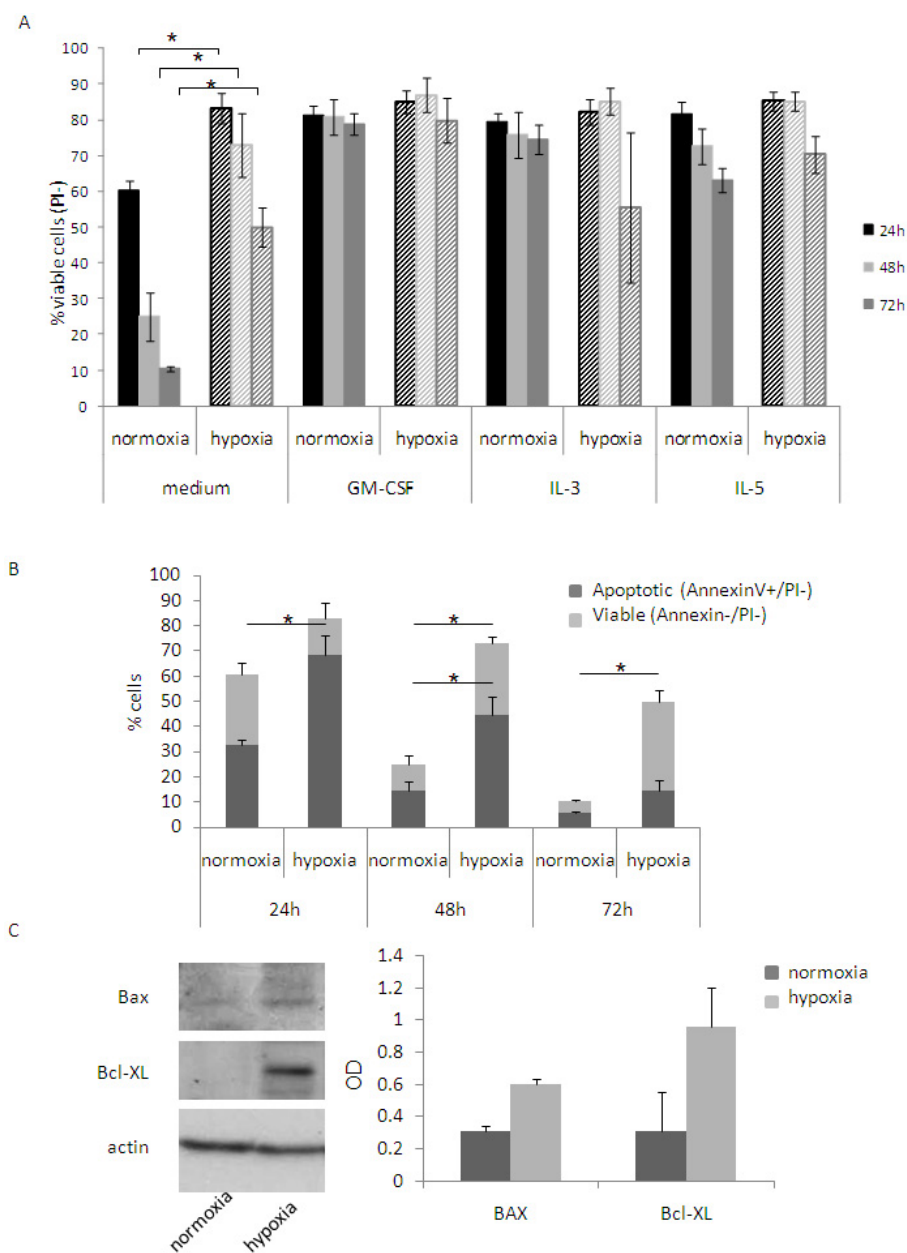 A
* * *
% viable cells (PI-)
100
90
80
70
60
50
40
30
20
10
0
24h
48h
72h
normoxia hypoxia normoxia hypoxia normoxia hypoxia normoxia hypoxia
medium GM-CSF IL-3 IL-5
B
% cells
100
90
80
70
60
50
40
30
20
10
0
Apoptotic (AnnexinV+/PI-)
Viable (Annexin-/PI-)
* * * *
normoxia hypoxia normoxia hypoxia normoxia hypoxia
24h 48h 72h
C
Bax
Bcl-XL
actin
normoxia hypoxia
OD
1.4
1.2
1
0.8
0.6
0.4
0.2
0
normoxia
hypoxia
BAX Bcl-XL